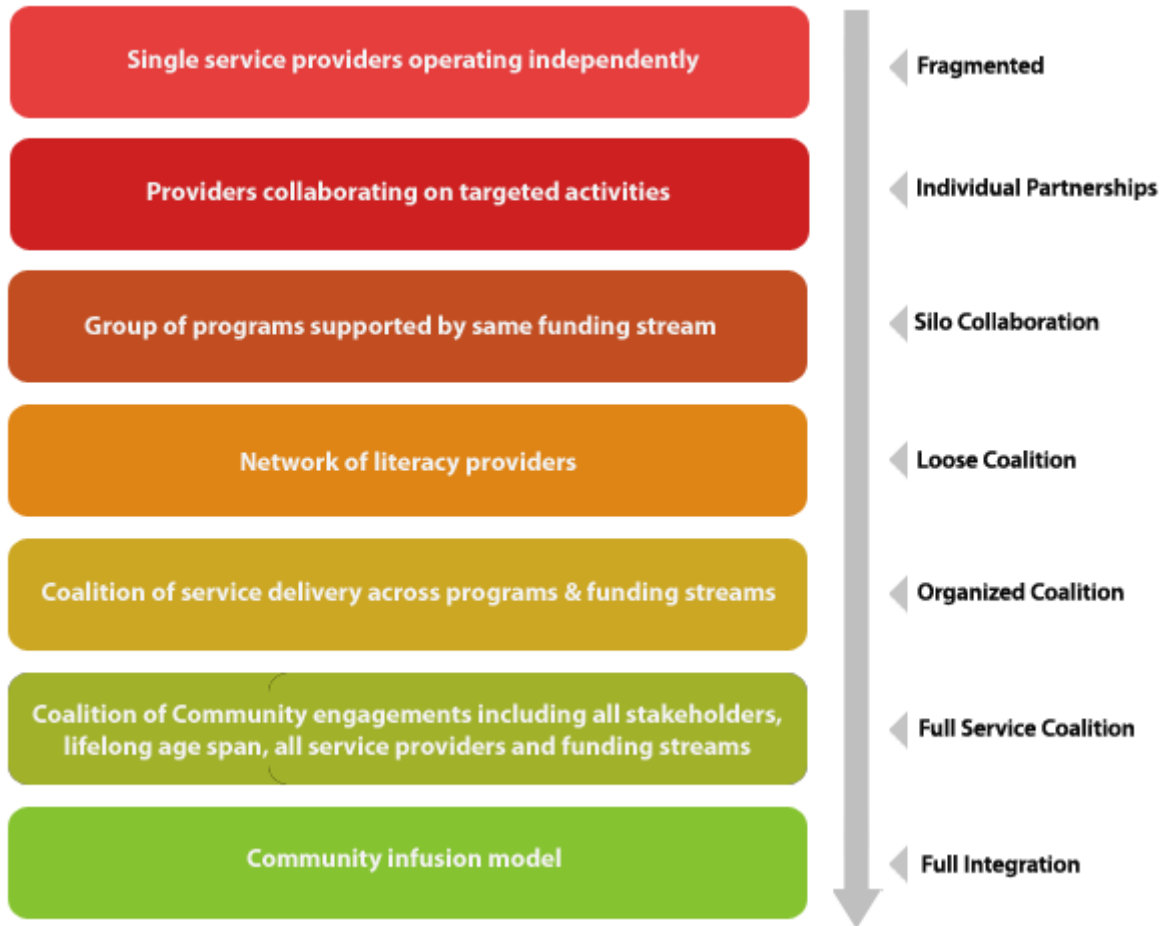 Single service providers operating independently
Fragmented
Providers collaborating on targeted activities
Individual Partnerships
Group of programs supported by same funding stream
Silo Collaboration
Network of literacy providers
Loose Coalition
Coalition of service delivery across programs & funding streams
Organized Coalition
Coalition of Community engagements including all stakeholders,
lifelong age span, all service providers and funding streams
Full Service Coalition
Community infusion model
Full Integration